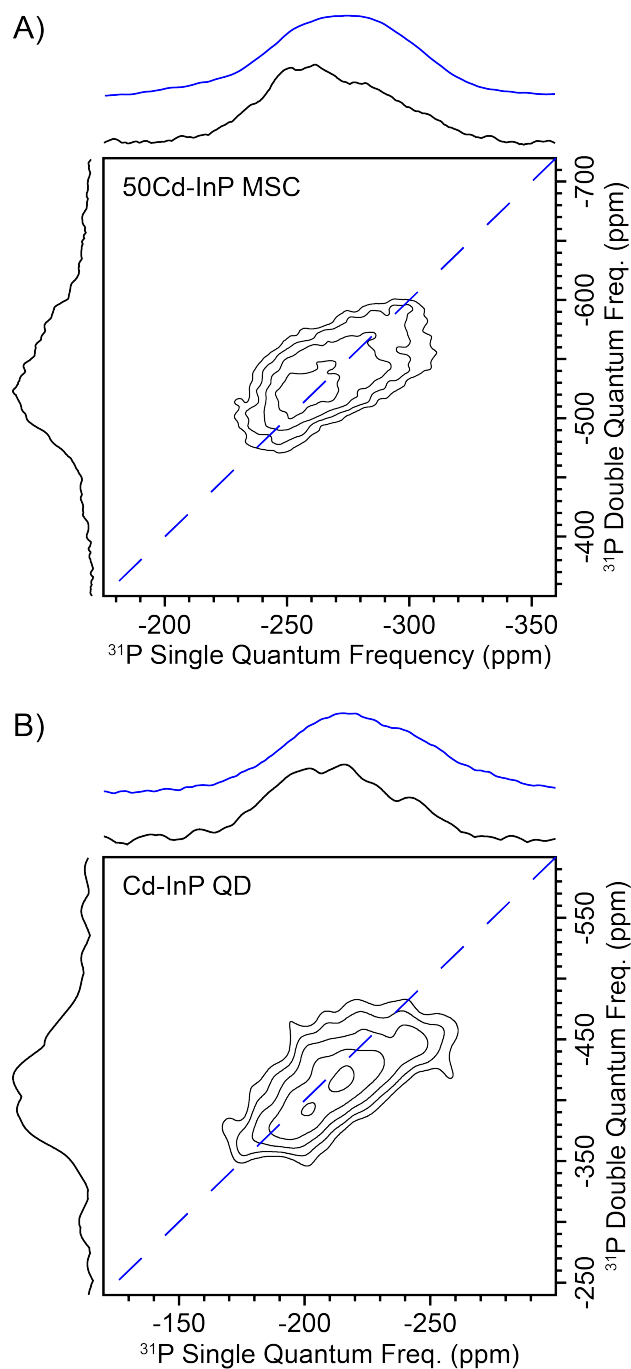 A)
50Cd-InP MSC
-700
-600
-500
-400
³¹P Double Quantum Freq. (ppm)
-200
-250
-300
-350
³¹P Single Quantum Frequency (ppm)
B)
Cd-InP QD
-550
-450
-350
-250
³¹P Double Quantum Freq. (ppm)
-150
-200
-250
³¹P Single Quantum Freq. (ppm)